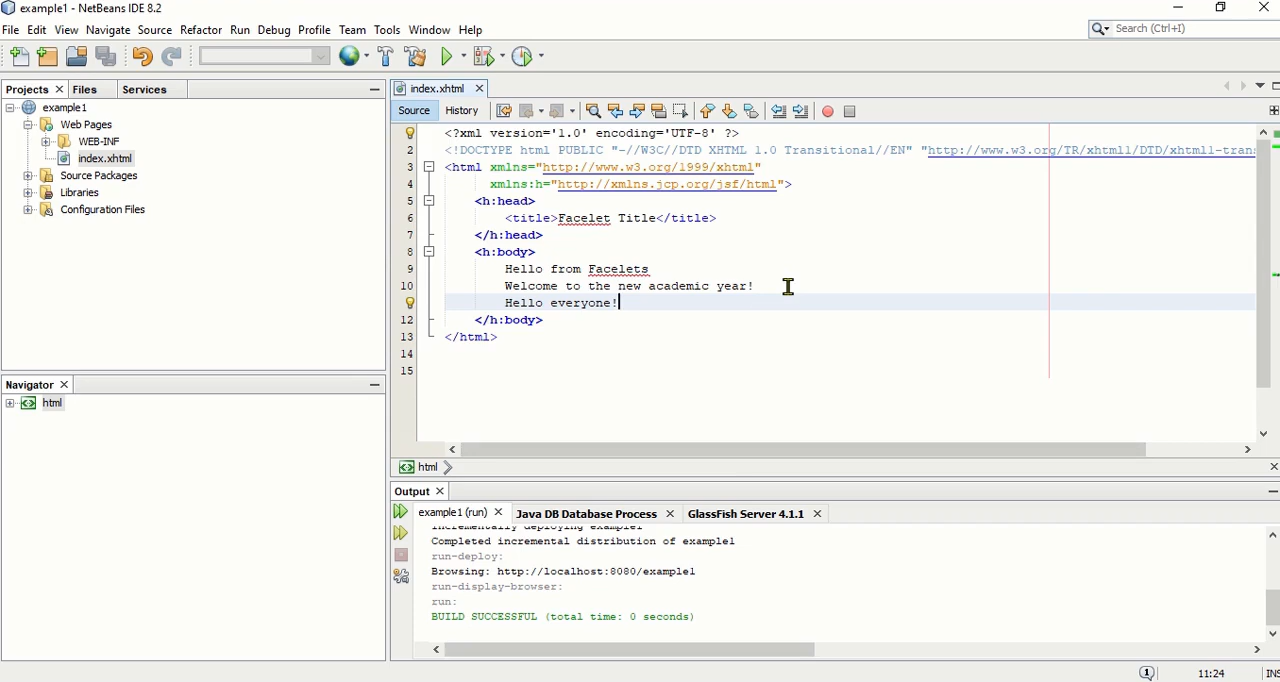 example1 - NetBeans IDE 8.2
File Edit View Navigate Source Refactor Run Debug Profile Team Tools Window Help
Search (Ctrl+I)
Projects Files Services
example1
Web Pages
WEB-INF
index.xhtml
Source Packages
Libraries
Configuration Files
Navigator
html
index.xhtml
Source History
1 <?xml version='1.0' encoding='UTF-8' ?>
2 <!DOCTYPE html PUBLIC "-//W3C//DTD XHTML 1.0 Transitional//EN" "http://www.w3.org/TR/xhtml1/DTD/xhtml1-tran
3 <html xmlns="http://www.w3.org/1999/xhtml"
4 xmlns:h="http://xmlns.jcp.org/jsf/html">
5 <h:head>
6 <title>Facelet Title</title>
7 </h:head>
8 <h:body>
9 Hello from Facelets
10 Welcome to the new academic year!
Hello everyone!
12 </h:body>
13 </html>
14
15
html
Output
example1 (run) Java DB Database Process GlassFish Server 4.1.1
Incrementally deploying example1
Completed incremental distribution of example1
run-deploy:
Browsing: http://localhost:8080/example1
run-display-browser:
run:
BUILD SUCCESSFUL (total time: 0 seconds)
1 11:24 INS